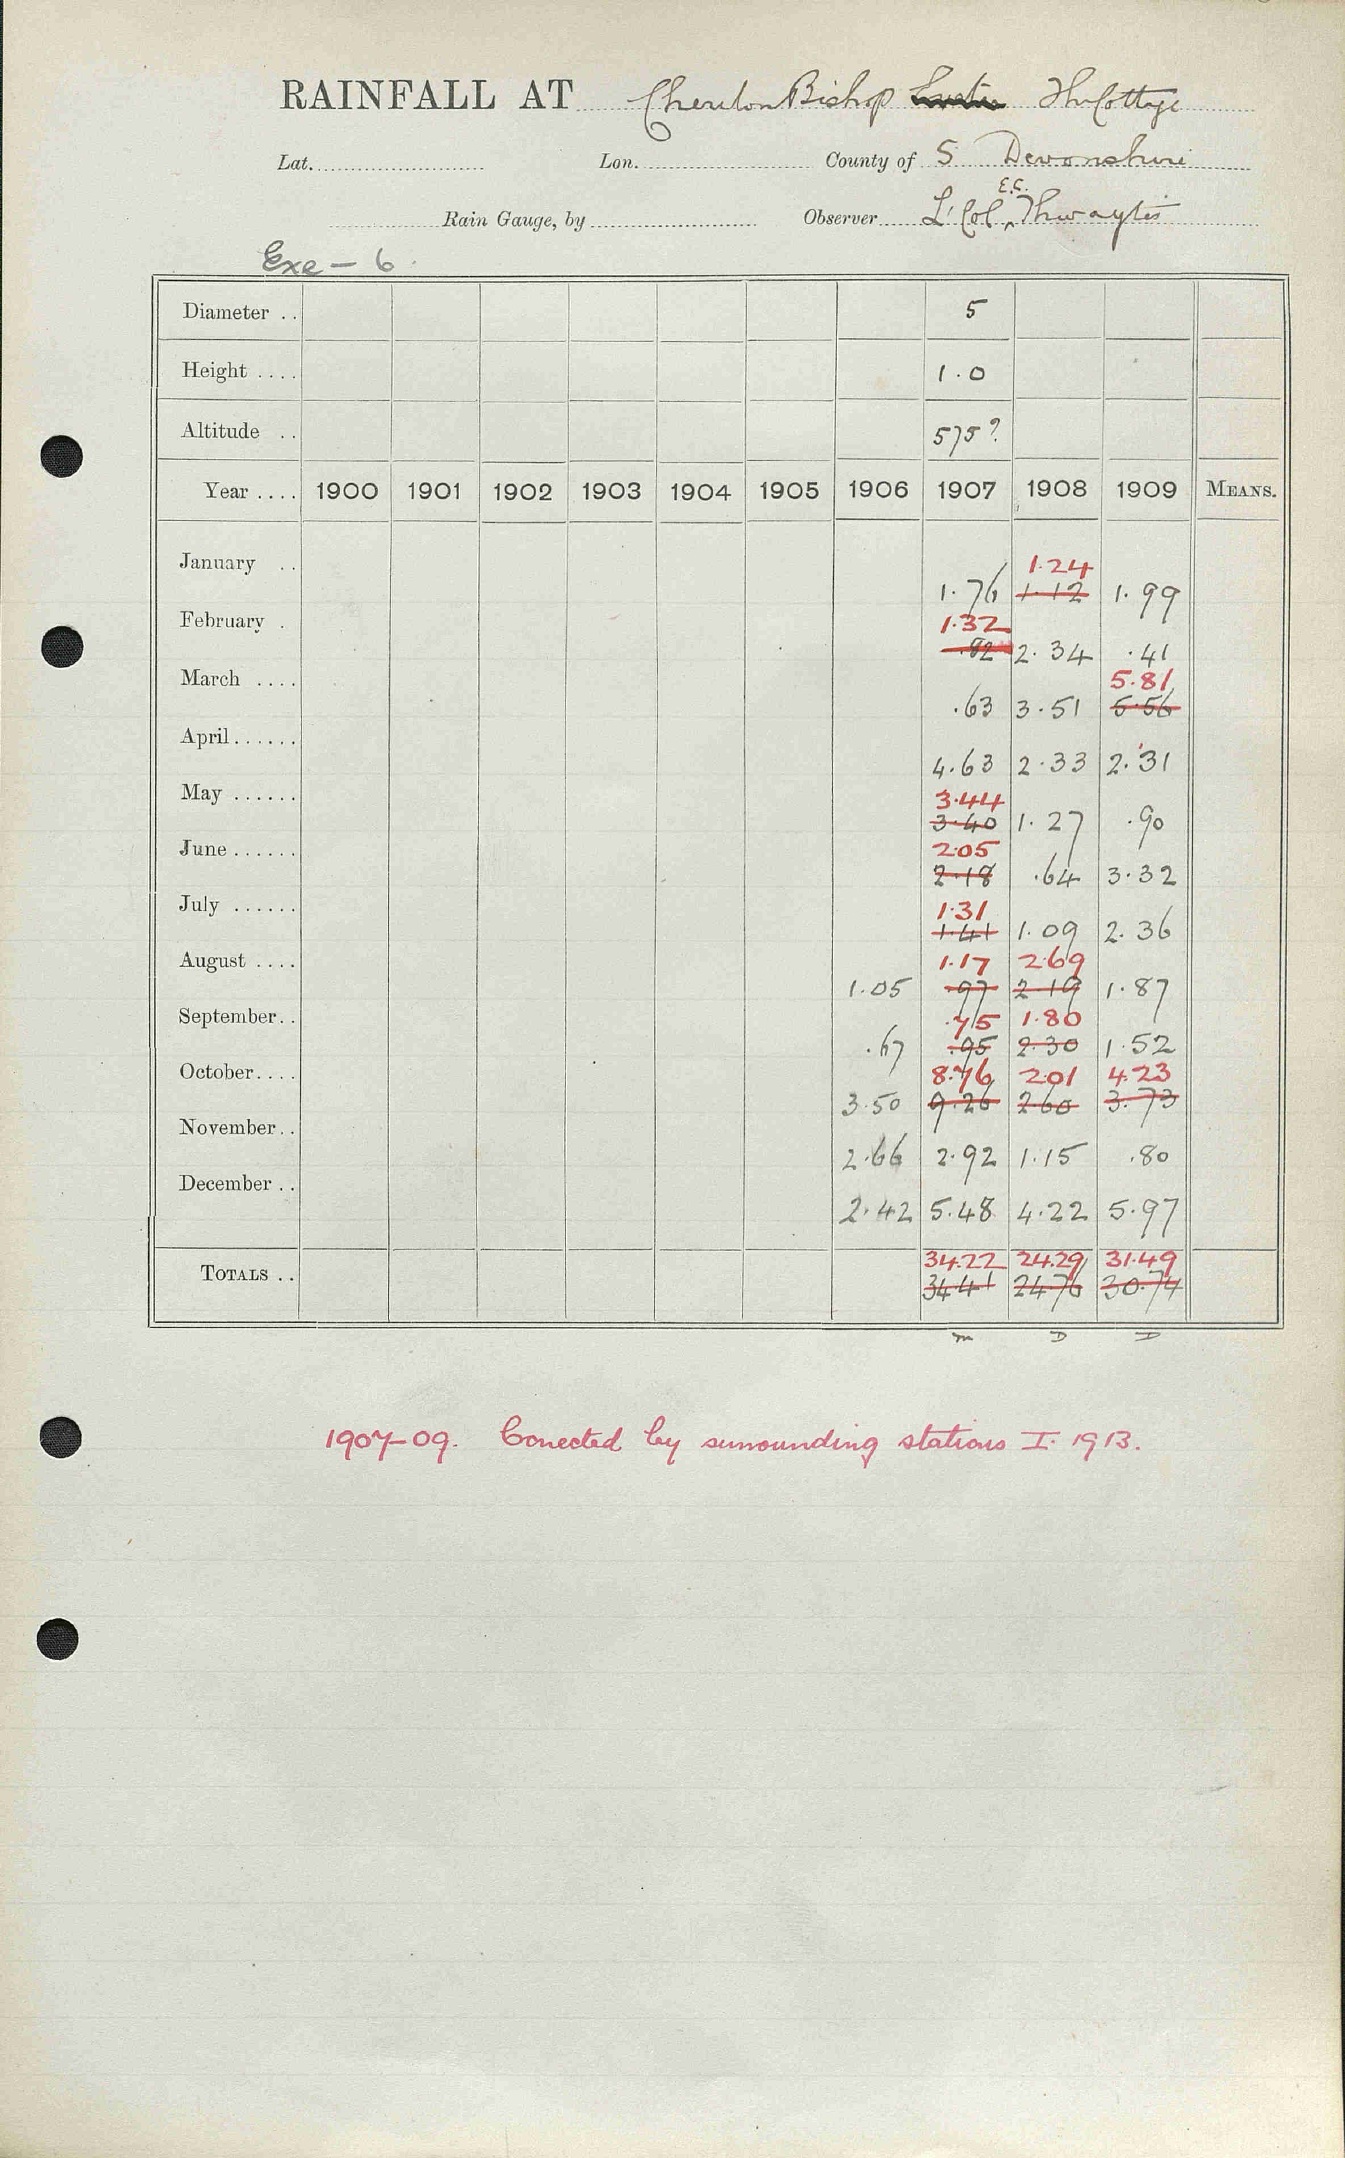 RAINFALL AT Cheriton Bishop The Cottage
Lat. Lon. County of S. Devonshire
E.C.
Rain Gauge, by Observer Lt Col ^ Thwaytes
Exe - 6.
Diameter .. 5
Height .... 1.0
Altitude .. 575?
Year .... 1900 1901 1902 1903 1904 1905 1906 1907 1908 1909 MEANS.
January .. 1.24
1.76 1.12 1.99
February . 1.32
.82 2.34 .41
March .... 5.81
.63 3.51 5.56
April......
4.63 2.33 2.31
May ...... 3.44
3.40 1.27 .90
June ...... 2.05
2.18 .64 3.32
July ...... 1.31
1.41 1.09 2.36
August .... 1.17 2.69
1.05 .97 2.19 1.87
September.. .75 1.80
.67 .95 2.30 1.52
October.... 8.76 2.01 4.23
3.50 9.26 2.60 3.73
November..
2.66 2.92 1.15 .80
December ..
2.42 5.48 4.22 5.97
TOTALS .. 34.22 24.29 31.49
34.41 24.76 30.74
m D D
1907-09. Corrected by surrounding stations I. 1913.